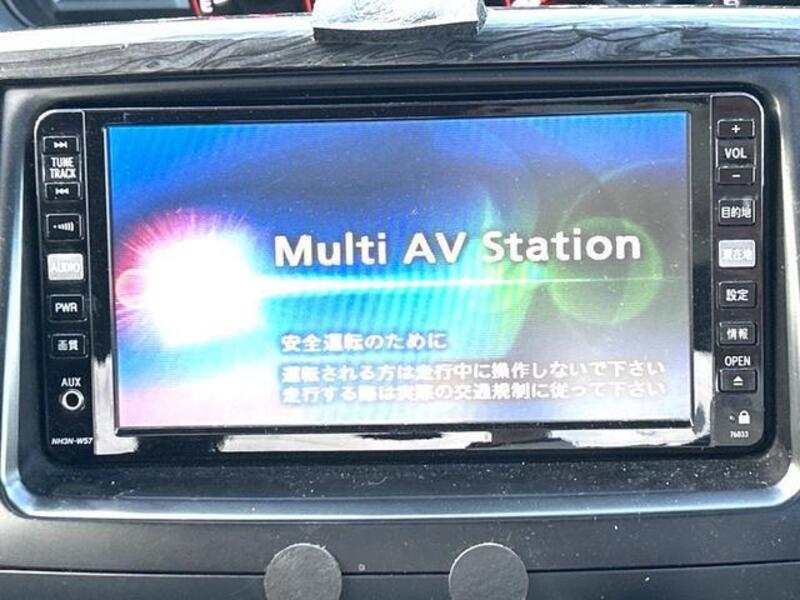 TUNE
TRACK
AUDIO
PWR
画質
AUX
NH3N-W57
Multi AV Station
安全運転のために
運転される方は走行中に操作しないで下さい
走行する際は実際の交通規制に従って下さい
+
VOL
-
目的地
現在地
設定
情報
OPEN
76033